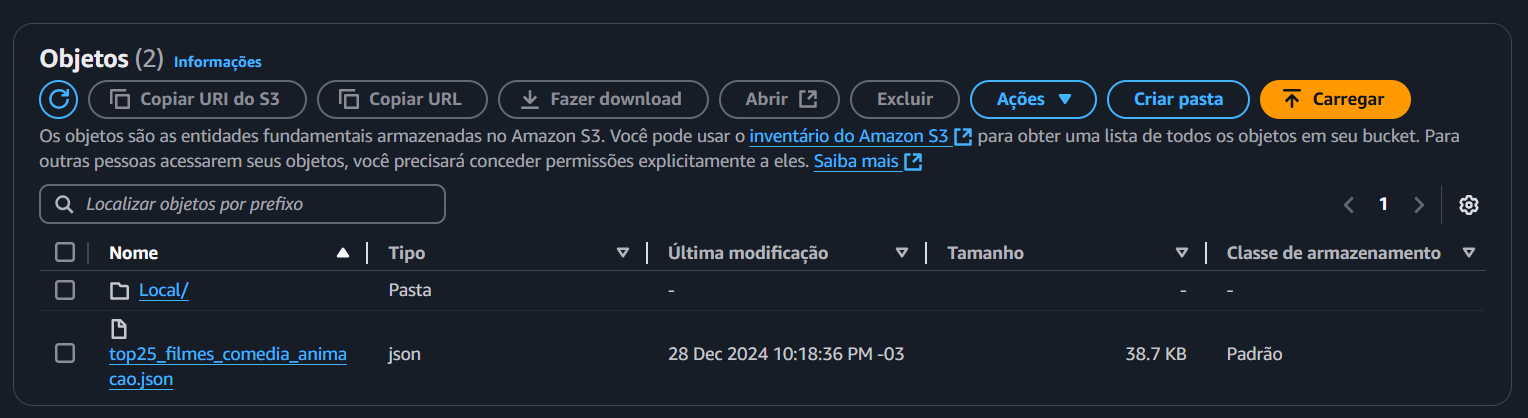 Objetos (2) Informações
Copiar URI do S3 Copiar URL Fazer download Abrir Excluir Ações Criar pasta Carregar
Os objetos são as entidades fundamentais armazenadas no Amazon S3. Você pode usar o inventário do Amazon S3 para obter uma lista de todos os objetos em seu bucket. Para
outras pessoas acessarem seus objetos, você precisará conceder permissões explicitamente a eles. Saiba mais
Localizar objetos por prefixo 1
Nome Tipo Última modificação Tamanho Classe de armazenamento
Local/ Pasta - - -
top25_filmes_comedia_anima json 28 Dec 2024 10:18:36 PM -03 38.7 KB Padrão
cao.json